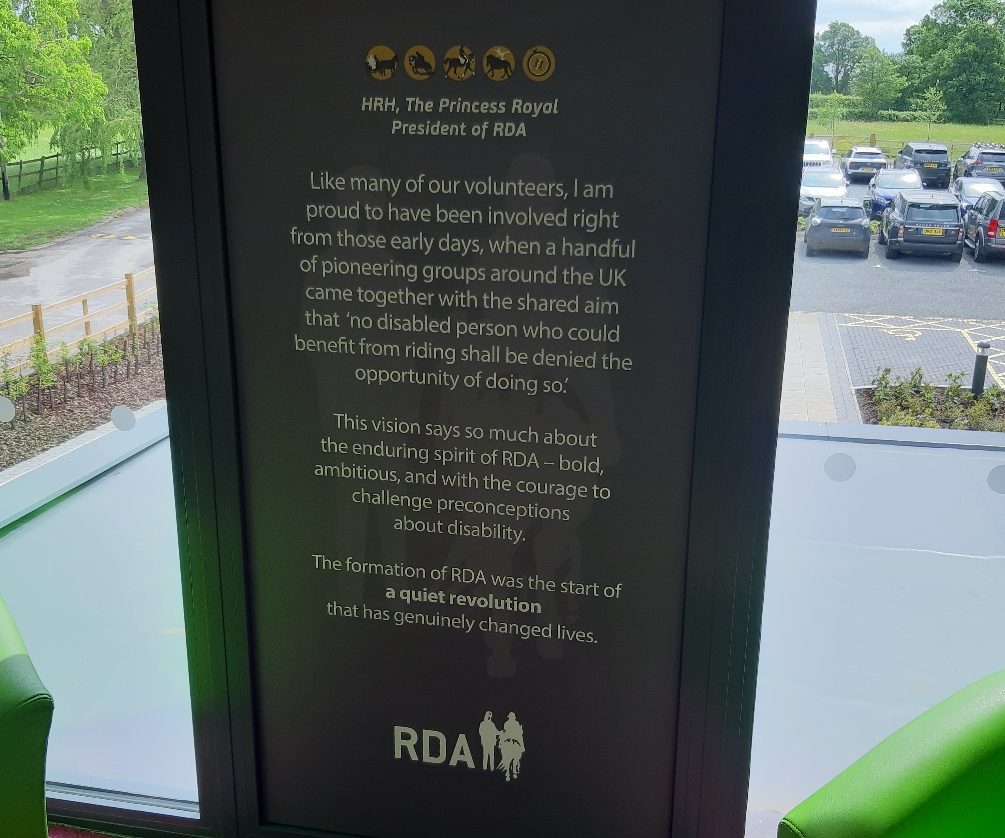 HRH, The Princess Royal
President of RDA
Like many of our volunteers, I am
proud to have been involved right
from those early days, when a handful
of pioneering groups around the UK
came together with the shared aim
that ‘no disabled person who could
benefit from riding shall be denied the
opportunity of doing so.’
This vision says so much about
the enduring spirit of RDA – bold,
ambitious, and with the courage to
challenge preconceptions
about disability.
The formation of RDA was the start of
a quiet revolution
that has genuinely changed lives.
RDA